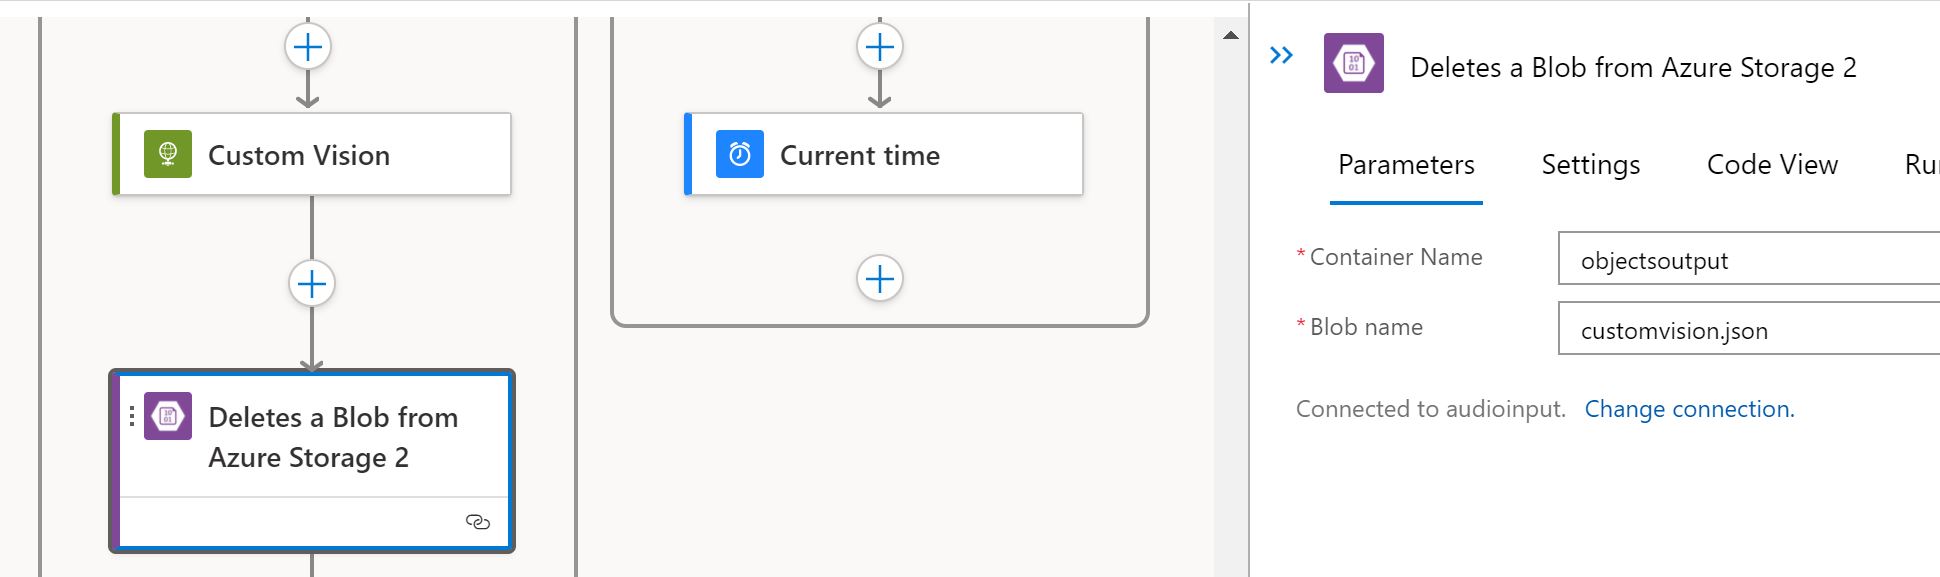 Custom Vision
Current time
Deletes a Blob from
Azure Storage 2
Deletes a Blob from Azure Storage 2
Parameters
Settings
Code View
* Container Name
objectsoutput
* Blob name
customvision.json
Connected to audioinput. Change connection.